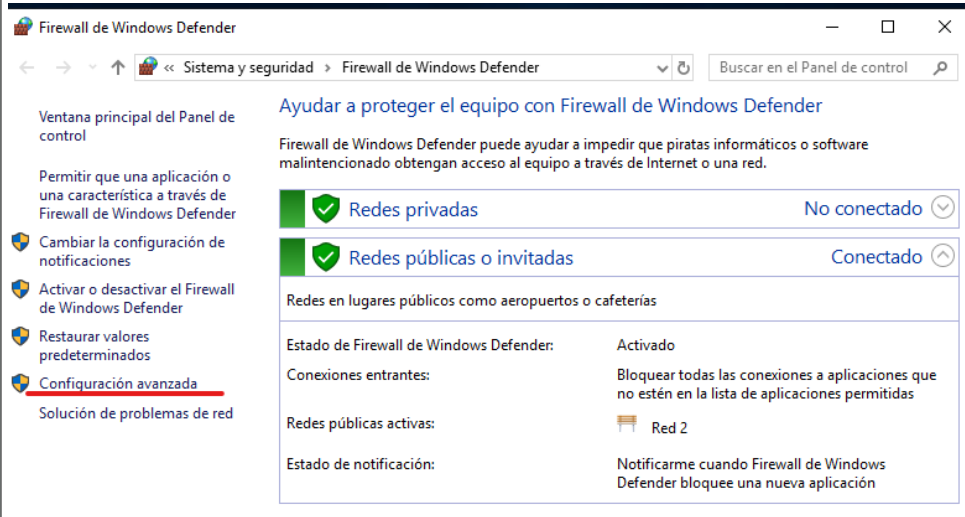 Firewall de Windows Defender
« Sistema y seguridad > Firewall de Windows Defender
Buscar en el Panel de control
Ventana principal del Panel de
control
Permitir que una aplicación o
una característica a través de
Firewall de Windows Defender
Cambiar la configuración de
notificaciones
Activar o desactivar el Firewall
de Windows Defender
Restaurar valores
predeterminados
Configuración avanzada
Solución de problemas de red
Ayudar a proteger el equipo con Firewall de Windows Defender
Firewall de Windows Defender puede ayudar a impedir que piratas informáticos o software
malintencionado obtengan acceso al equipo a través de Internet o una red.
Redes privadas No conectado
Redes públicas o invitadas Conectado
Redes en lugares públicos como aeropuertos o cafeterías
Estado de Firewall de Windows Defender: Activado
Conexiones entrantes: Bloquear todas las conexiones a aplicaciones que
no estén en la lista de aplicaciones permitidas
Redes públicas activas: Red 2
Estado de notificación: Notificarme cuando Firewall de Windows
Defender bloquee una nueva aplicación